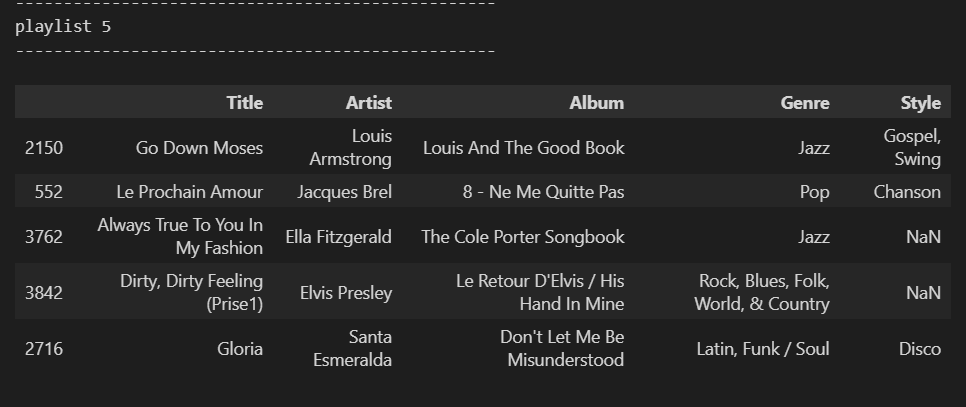 ------------------------------------------------
playlist 5
------------------------------------------------
Title Artist Album Genre Style
2150 Go Down Moses Louis Armstrong Louis And The Good Book Jazz Gospel, Swing
552 Le Prochain Amour Jacques Brel 8 - Ne Me Quitte Pas Pop Chanson
3762 Always True To You In My Fashion Ella Fitzgerald The Cole Porter Songbook Jazz NaN
3842 Dirty, Dirty Feeling (Prise1) Elvis Presley Le Retour D'Elvis / His Hand In Mine Rock, Blues, Folk, World, & Country NaN
2716 Gloria Santa Esmeralda Don't Let Me Be Misunderstood Latin, Funk / Soul Disco